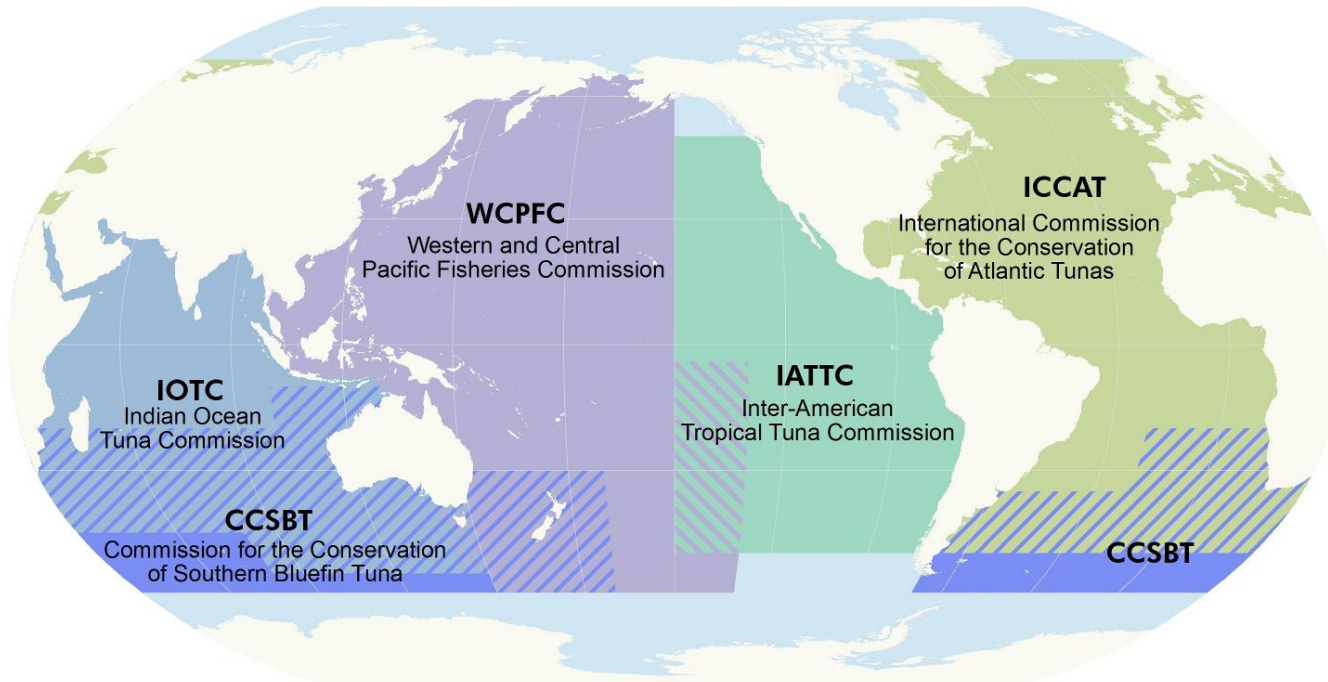 WCPFC
Western and Central
Pacific Fisheries Commission
ICCAT
International Commission
for the Conservation
of Atlantic Tunas
IOTC
Indian Ocean
Tuna Commission
IATTC
Inter-American
Tropical Tuna Commission
CCSBT
Commission for the Conservation
of Southern Bluefin Tuna
CCSBT